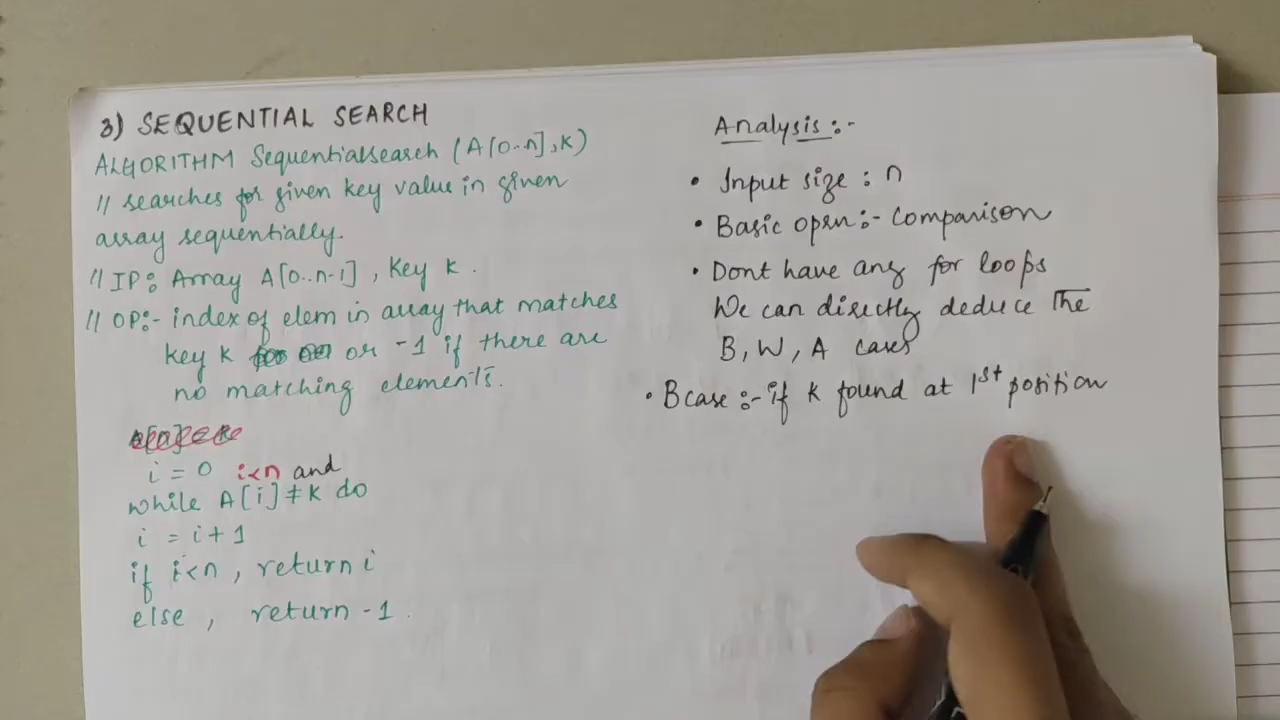 3) SEQUENTIAL SEARCH
ALGORITHM Sequentialsearch (A[0..n], K)
// searches for given key value in given
array sequentially.
// IP: Array A[0..n-1], Key K.
// OP:- index of elem in array that matches
key K or -1 if there are
no matching elements.
i = 0 i<n and
while A[i] ≠ K do
i = i+1
if i<n, return i
else, return -1.
Analysis :-
• Input size : n
• Basic oprn :- Comparison
• Dont have any for loops
We can directly deduce the
B, W, A cases
• B case :- if K found at 1st position